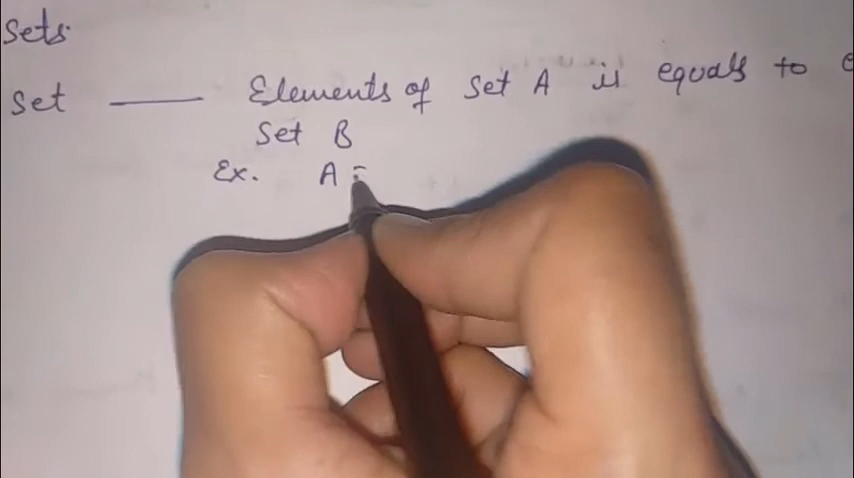 Sets
Set — Elements of Set A is equals to
Set B
Ex. A =